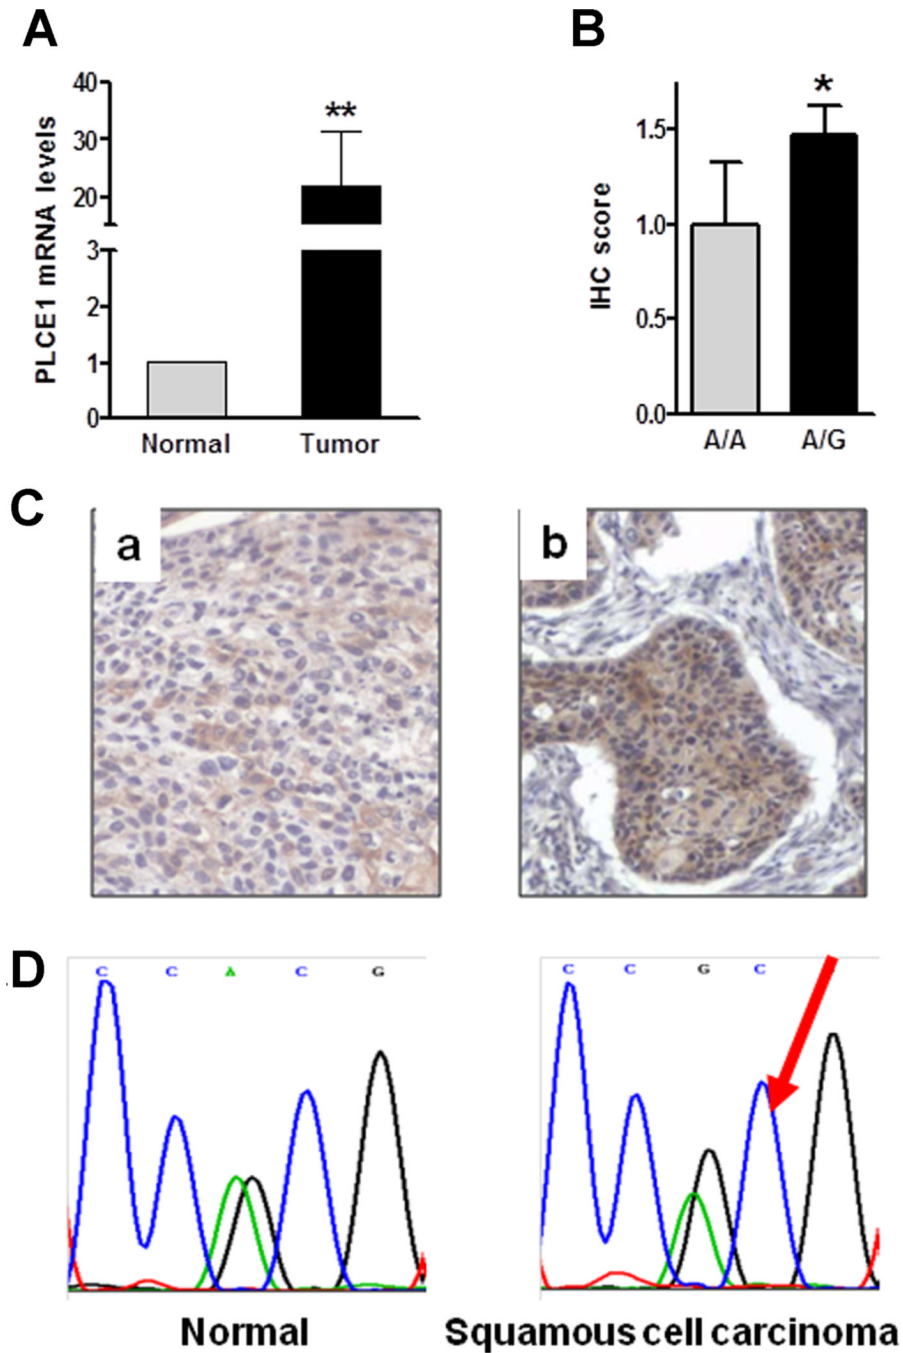 A
B
PLCE1 mRNA levels
40
30
20
3
2
1
0
**
Normal
Tumor
IHC score
1.5
1.0
0.5
0.0
*
A/A
A/G
C
a
b
D
C C A C G
C C G C
Normal
Squamous cell carcinoma